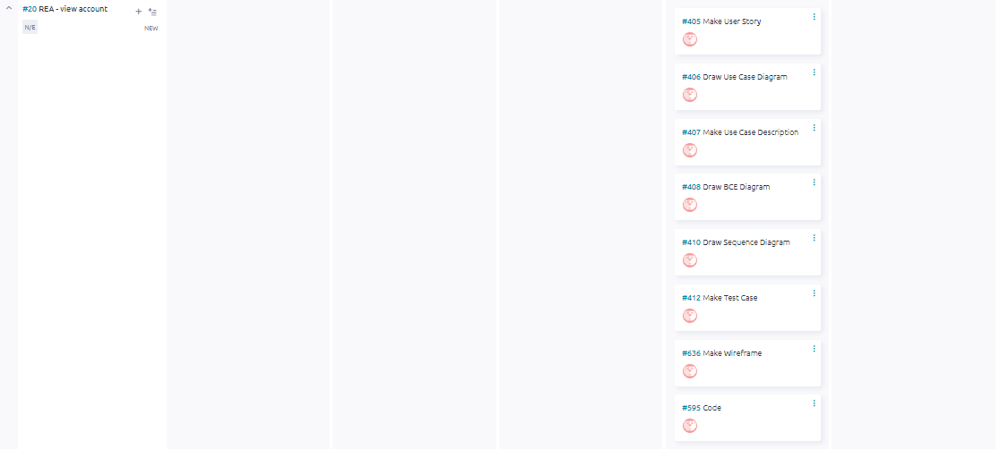 #20 REA - view account
N/E
NEW
#405 Make User Story
#406 Draw Use Case Diagram
#407 Make Use Case Description
#408 Draw BCE Diagram
#410 Draw Sequence Diagram
#412 Make Test Case
#636 Make Wireframe
#595 Code